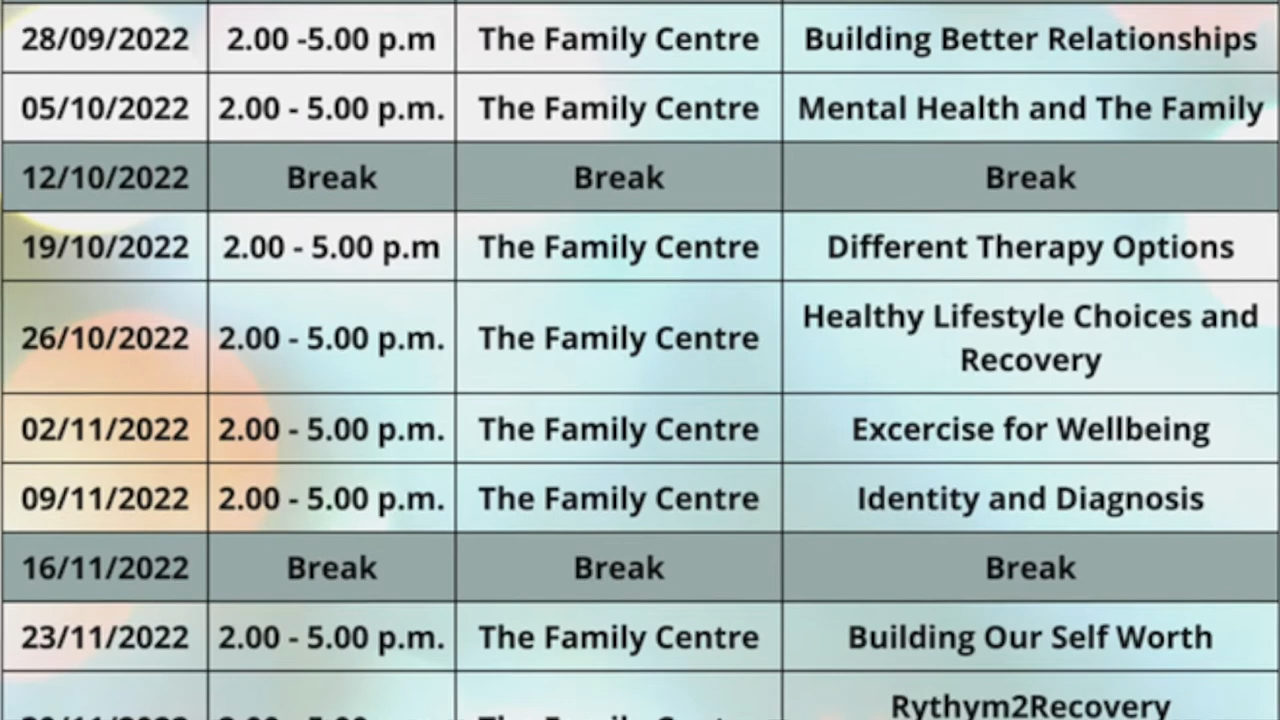 28/09/2022 2.00 -5.00 p.m The Family Centre Building Better Relationships
05/10/2022 2.00 - 5.00 p.m. The Family Centre Mental Health and The Family
12/10/2022 Break Break Break
19/10/2022 2.00 - 5.00 p.m The Family Centre Different Therapy Options
26/10/2022 2.00 - 5.00 p.m. The Family Centre Healthy Lifestyle Choices and
Recovery
02/11/2022 2.00 - 5.00 p.m. The Family Centre Excercise for Wellbeing
09/11/2022 2.00 - 5.00 p.m. The Family Centre Identity and Diagnosis
16/11/2022 Break Break Break
23/11/2022 2.00 - 5.00 p.m. The Family Centre Building Our Self Worth
Rythym2Recovery